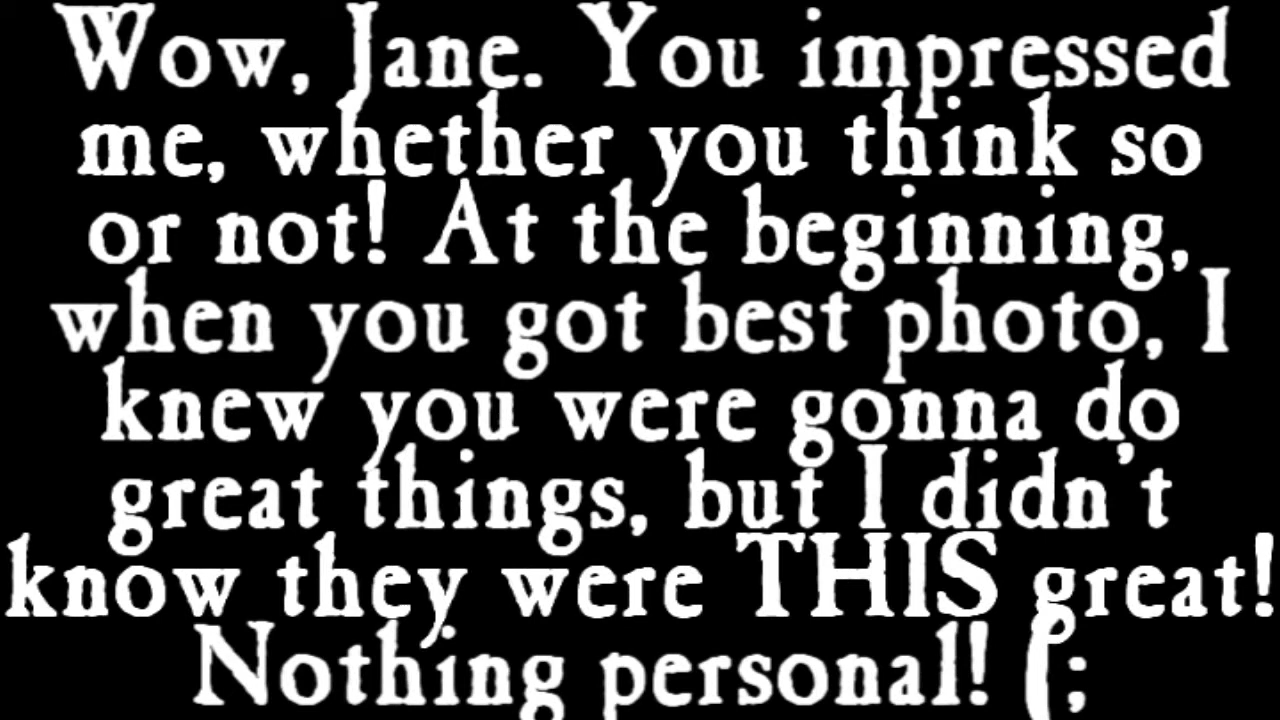 Wow, Jane. You impressed
me, whether you think so
or not! At the beginning,
when you got best photo, I
knew you were gonna do
great things, but I didn't
know they were THIS great!
Nothing personal! (;